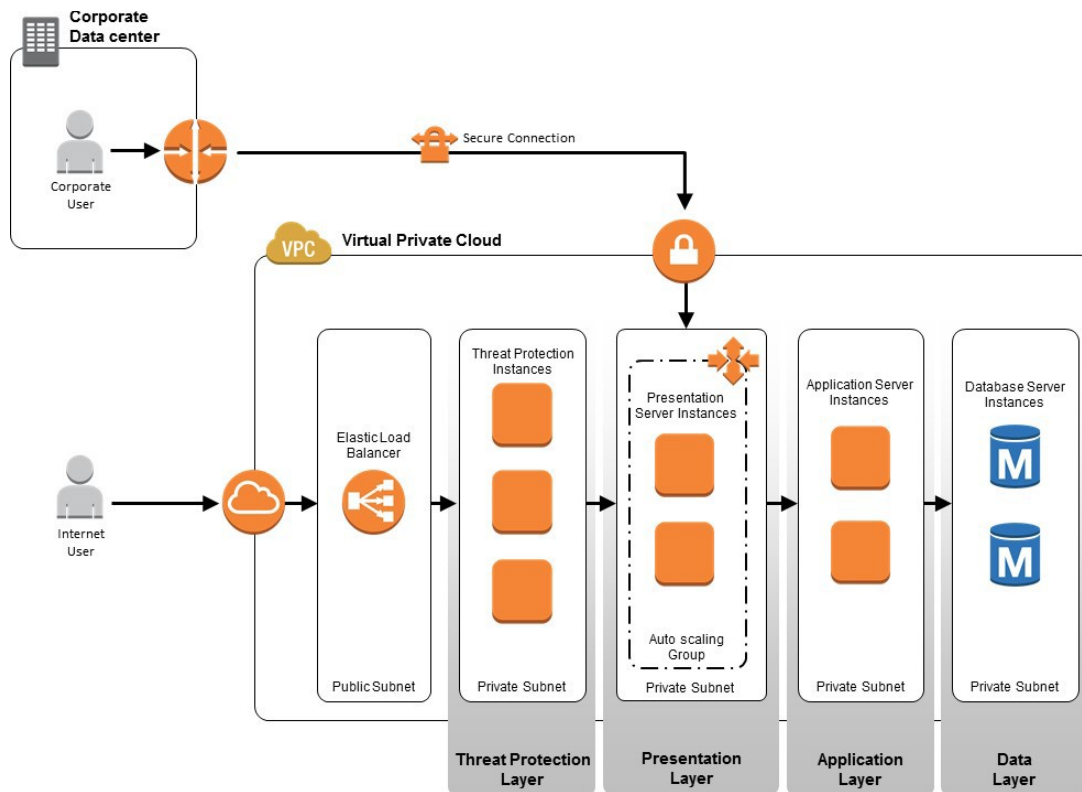 Corporate
Data center
Corporate
User
Secure Connection
VPC
Virtual Private Cloud
Internet
User
Elastic Load
Balancer
Public Subnet
Threat Protection
Instances
Private Subnet
Presentation
Server Instances
Auto scaling
Group
Private Subnet
Application Server
Instances
Private Subnet
Database Server
Instances
M
M
Private Subnet
Threat Protection
Layer
Presentation
Layer
Application
Layer
Data
Layer